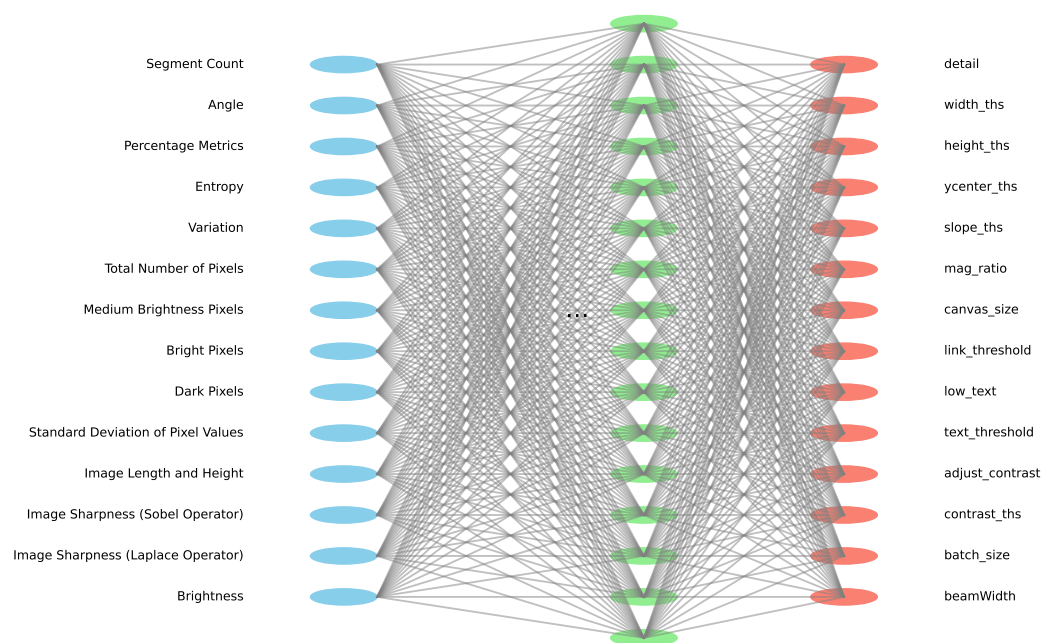 Segment Count
Angle
Percentage Metrics
Entropy
Variation
Total Number of Pixels
Medium Brightness Pixels
Bright Pixels
Dark Pixels
Standard Deviation of Pixel Values
Image Length and Height
Image Sharpness (Sobel Operator)
Image Sharpness (Laplace Operator)
Brightness
...
detail
width_ths
height_ths
ycenter_ths
slope_ths
mag_ratio
canvas_size
link_threshold
low_text
text_threshold
adjust_contrast
contrast_ths
batch_size
beamWidth